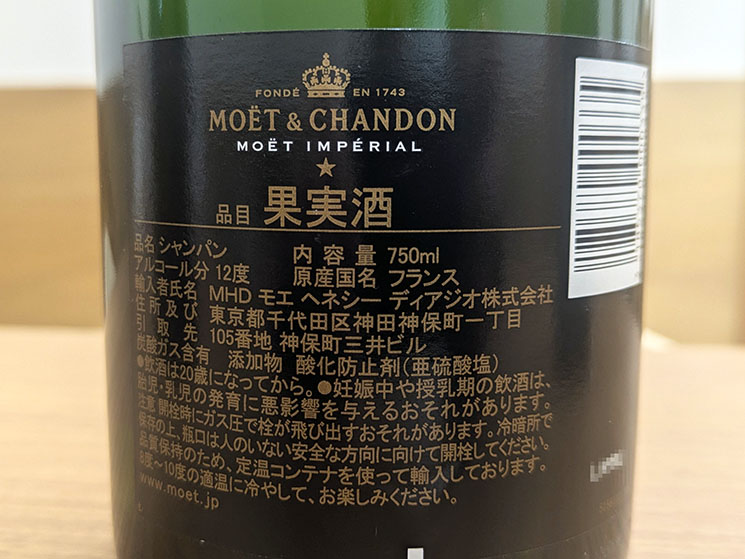 FONDÉ EN 1743
MOËT & CHANDON
MOËT IMPÉRIAL
品目 果実酒
品名 シャンパン 内容量 750ml
アルコール分 12度 原産国名 フランス
輸入者氏名 MHD モエ ヘネシー ディアジオ株式会社
住所及び 東京都千代田区神田神保町一丁目
引取先 105番地 神保町三井ビル
炭酸ガス含有 添加物 酸化防止剤(亜硫酸塩)
●飲酒は20歳になってから。●妊娠中や授乳期の飲酒は、
胎児・乳児の発育に悪影響を与えるおそれがあります。
注意 開栓時にガス圧で栓が飛び出すおそれがあります。冷暗所で
保存の上、瓶口は人のいない安全な方向に向けて開栓してください。
品質保持のため、定温コンテナを使って輸入しております。
8度〜10度の適温に冷やして、お楽しみください。
www.moet.jp